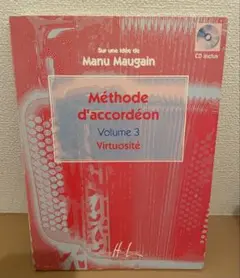 Sur une idée de
Manu Maugain
CD inclus
Méthode
d'accordéon
Volume 3
Virtuosité